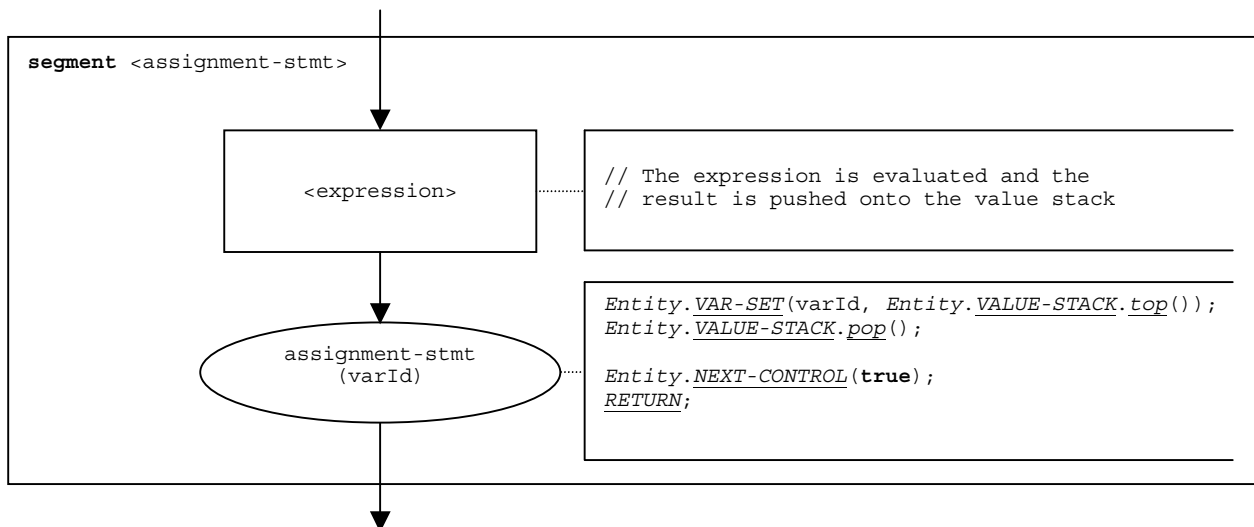 segment <assignment-stmt>
<expression>
// The expression is evaluated and the
// result is pushed onto the value stack
assignment-stmt
(varId)
Entity.VAR-SET(varId, Entity.VALUE-STACK.top());
Entity.VALUE-STACK.pop();
Entity.NEXT-CONTROL(true);
RETURN;